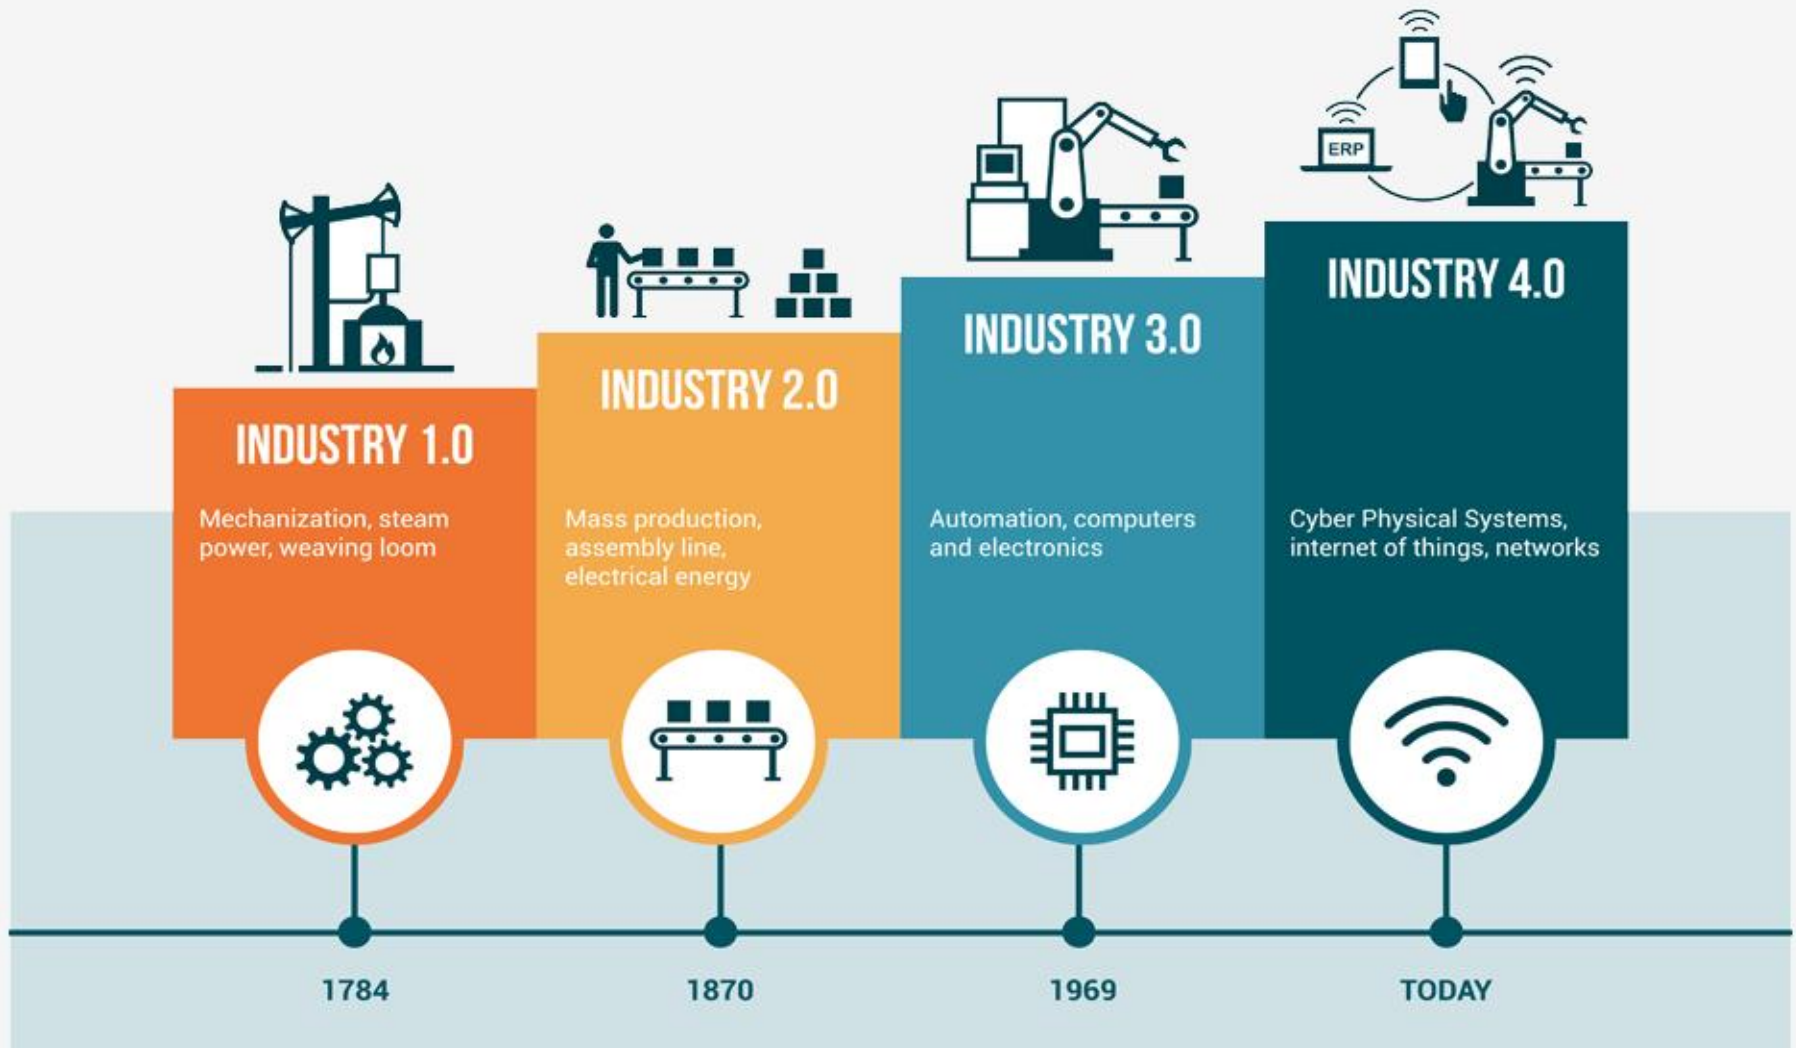 ERP
INDUSTRY 1.0
Mechanization, steam
power, weaving loom
1784
INDUSTRY 2.0
Mass production,
assembly line,
electrical energy
1870
INDUSTRY 3.0
Automation, computers
and electronics
1969
INDUSTRY 4.0
Cyber Physical Systems,
internet of things, networks
TODAY